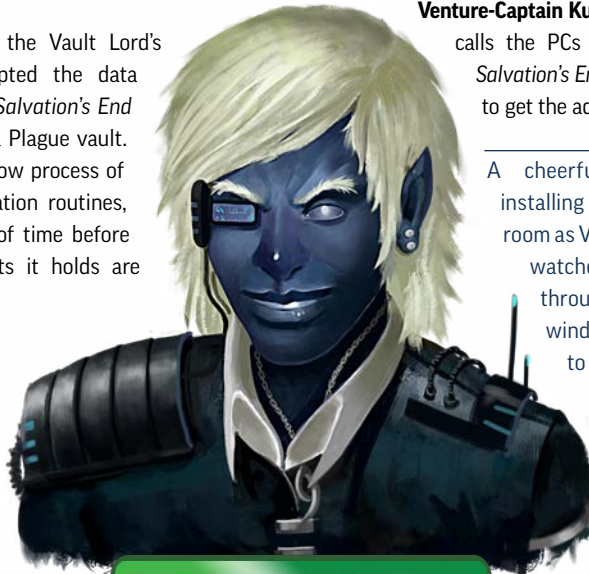 the Vault Lord's
pted the data
Salvation's End
Plague vault.
ow process of
ation routines,
of time before
ts it holds are
Venture-Captain Ku
calls the PCs
Salvation's En
to get the ac
A cheerfu
installing
room as V
watche
throu
wind
to